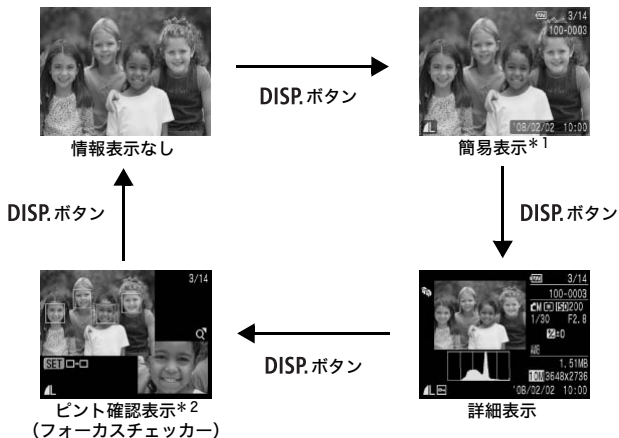 3/14
100-0003
L
'08/02/02 10:00
DISP.ボタン
情報表示なし
簡易表示*1
DISP.ボタン
DISP.ボタン
3/14
SET
L
3/14
100-0003
M ISO200
1/30 F2.8
±0
AWB
1.51MB
10M 3648x2736
L
'08/02/02 10:00
DISP.ボタン
ピント確認表示*2
(フォーカスチェッカー)
詳細表示